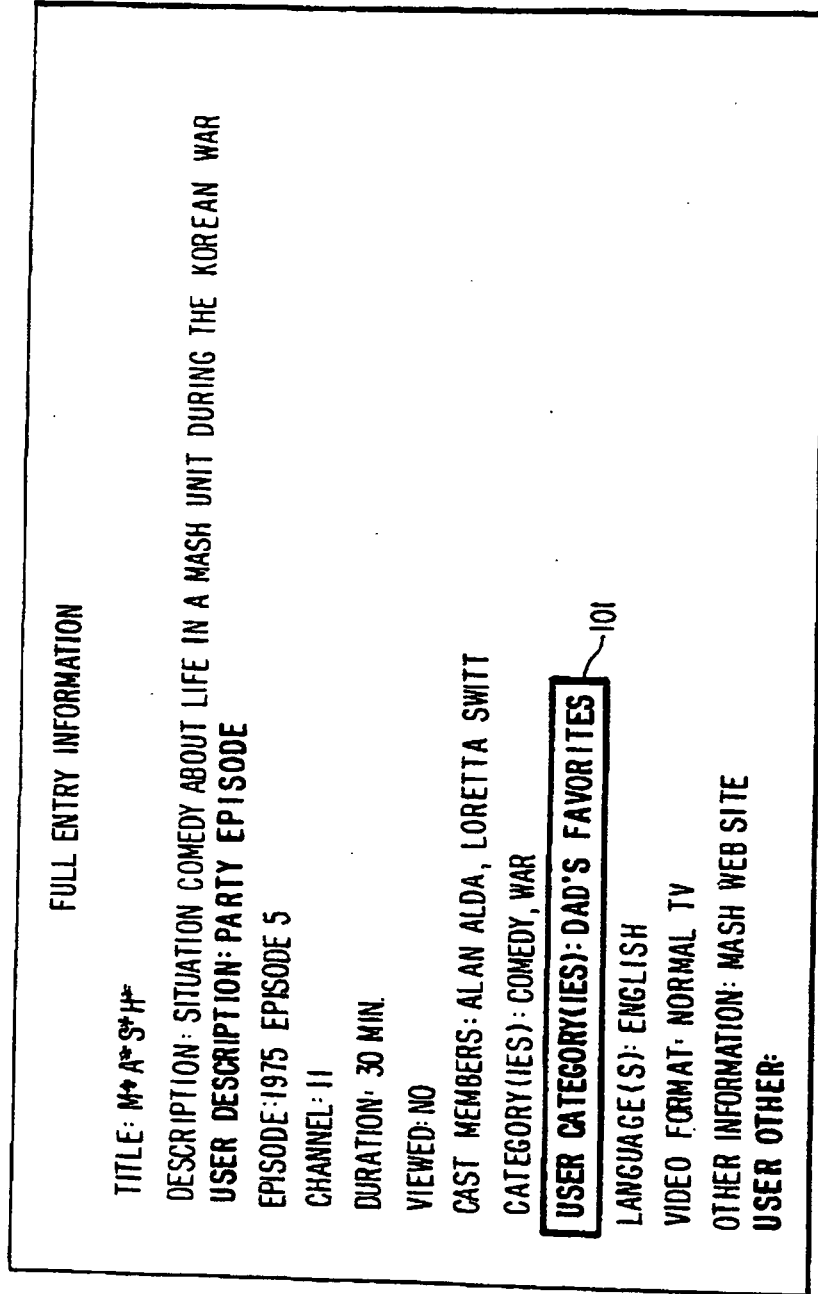 FULL ENTRY INFORMATION
TITLE: M*A*S*H*
DESCRIPTION: SITUATION COMEDY ABOUT LIFE IN A MASH UNIT DURING THE KOREAN WAR
USER DESCRIPTION: PARTY EPISODE
EPISODE: 1975 EPISODE 5
CHANNEL: 11
DURATION: 30 MIN.
VIEWED: NO
CAST MEMBERS: ALAN ALDA, LORETTA SWITT
CATEGORY(IES): COMEDY, WAR
USER CATEGORY(IES): DAD'S FAVORITES
101
LANGUAGE(S): ENGLISH
VIDEO FORMAT: NORMAL TV
OTHER INFORMATION: MASH WEB SITE
USER OTHER: